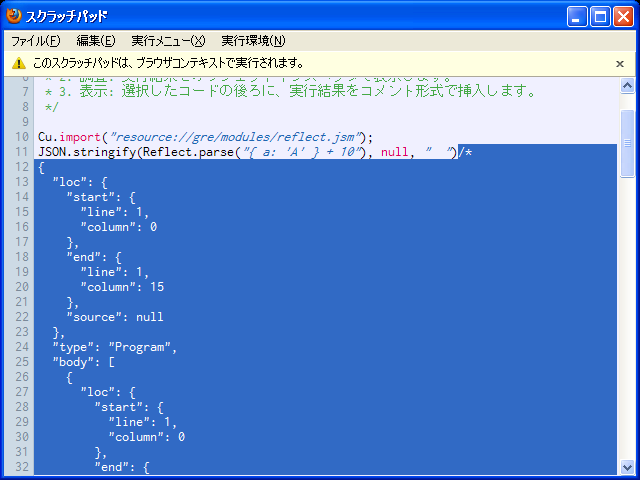 スクラッチパッド
ファイル(F) 編集(E) 実行メニュー(X) 実行環境(N)
このスクラッチパッドは、ブラウザコンテキストで実行されます。
7 * 3. 表示: 選択したコードの後ろに、実行結果をコメント形式で挿入します。
8 */
9
10 Cu.import("resource://gre/modules/reflect.jsm");
11 JSON.stringify(Reflect.parse("{ a: 'A' } + 10"), null, "  ")/*
12 {
13   "loc": {
14     "start": {
15       "line": 1,
16       "column": 0
17     },
18     "end": {
19       "line": 1,
20       "column": 15
21     },
22     "source": null
23   },
24   "type": "Program",
25   "body": [
26     {
27       "loc": {
28         "start": {
29           "line": 1,
30           "column": 0
31         },
32         "end": {